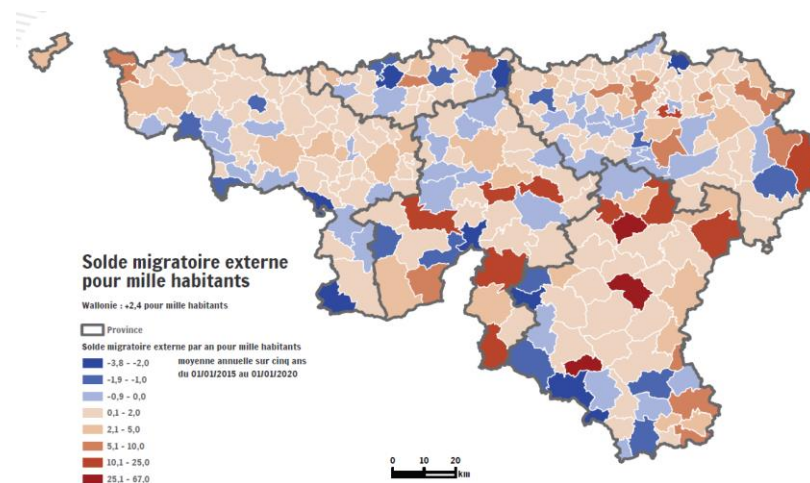 Solde migratoire externe
pour mille habitants
Wallonie : +2,4 pour mille habitants
Province
Solde migratoire externe par an pour mille habitants
moyenne annuelle sur cinq ans
du 01/01/2015 au 01/01/2020
-3,8 - -2,0
-1,9 - -1,0
-0,9 - 0,0
0,1 - 2,0
2,1 - 5,0
5,1 - 10,0
10,1 - 25,0
25,1 - 67,0
0 10 20
km